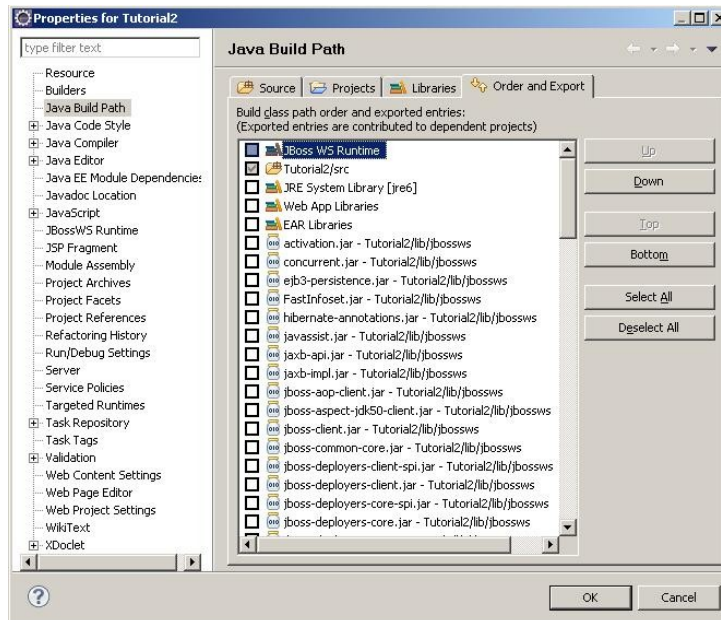 Properties for Tutorial2
type filter text
Resource
Builders
Java Build Path
Java Code Style
Java Compiler
Java Editor
Java EE Module Dependencies
Javadoc Location
JavaScript
JBossWS Runtime
JSP Fragment
Module Assembly
Project Archives
Project Facets
Project References
Refactoring History
Run/Debug Settings
Server
Service Policies
Targeted Runtimes
Task Repository
Task Tags
Validation
Web Content Settings
Web Page Editor
Web Project Settings
WikiText
XDoclet
Java Build Path
Source Projects Libraries Order and Export
Build class path order and exported entries:
(Exported entries are contributed to dependent projects)
JBoss WS Runtime
Tutorial2/src
JRE System Library [jre6]
Web App Libraries
EAR Libraries
activation.jar - Tutorial2/lib/jbossws
concurrent.jar - Tutorial2/lib/jbossws
ejb3-persistence.jar - Tutorial2/lib/jbossws
FastInfoset.jar - Tutorial2/lib/jbossws
hibernate-annotations.jar - Tutorial2/lib/jbossws
javassist.jar - Tutorial2/lib/jbossws
jaxb-api.jar - Tutorial2/lib/jbossws
jaxb-impl.jar - Tutorial2/lib/jbossws
jboss-aop-client.jar - Tutorial2/lib/jbossws
jboss-aspect-jdk50-client.jar - Tutorial2/lib/jbossws
jboss-client.jar - Tutorial2/lib/jbossws
jboss-common-core.jar - Tutorial2/lib/jbossws
jboss-deployers-client-spi.jar - Tutorial2/lib/jbossws
jboss-deployers-client.jar - Tutorial2/lib/jbossws
jboss-deployers-core-spi.jar - Tutorial2/lib/jbossws
jboss-deployers-core.jar - Tutorial2/lib/jbossws
Up
Down
Top
Bottom
Select All
Deselect All
OK
Cancel